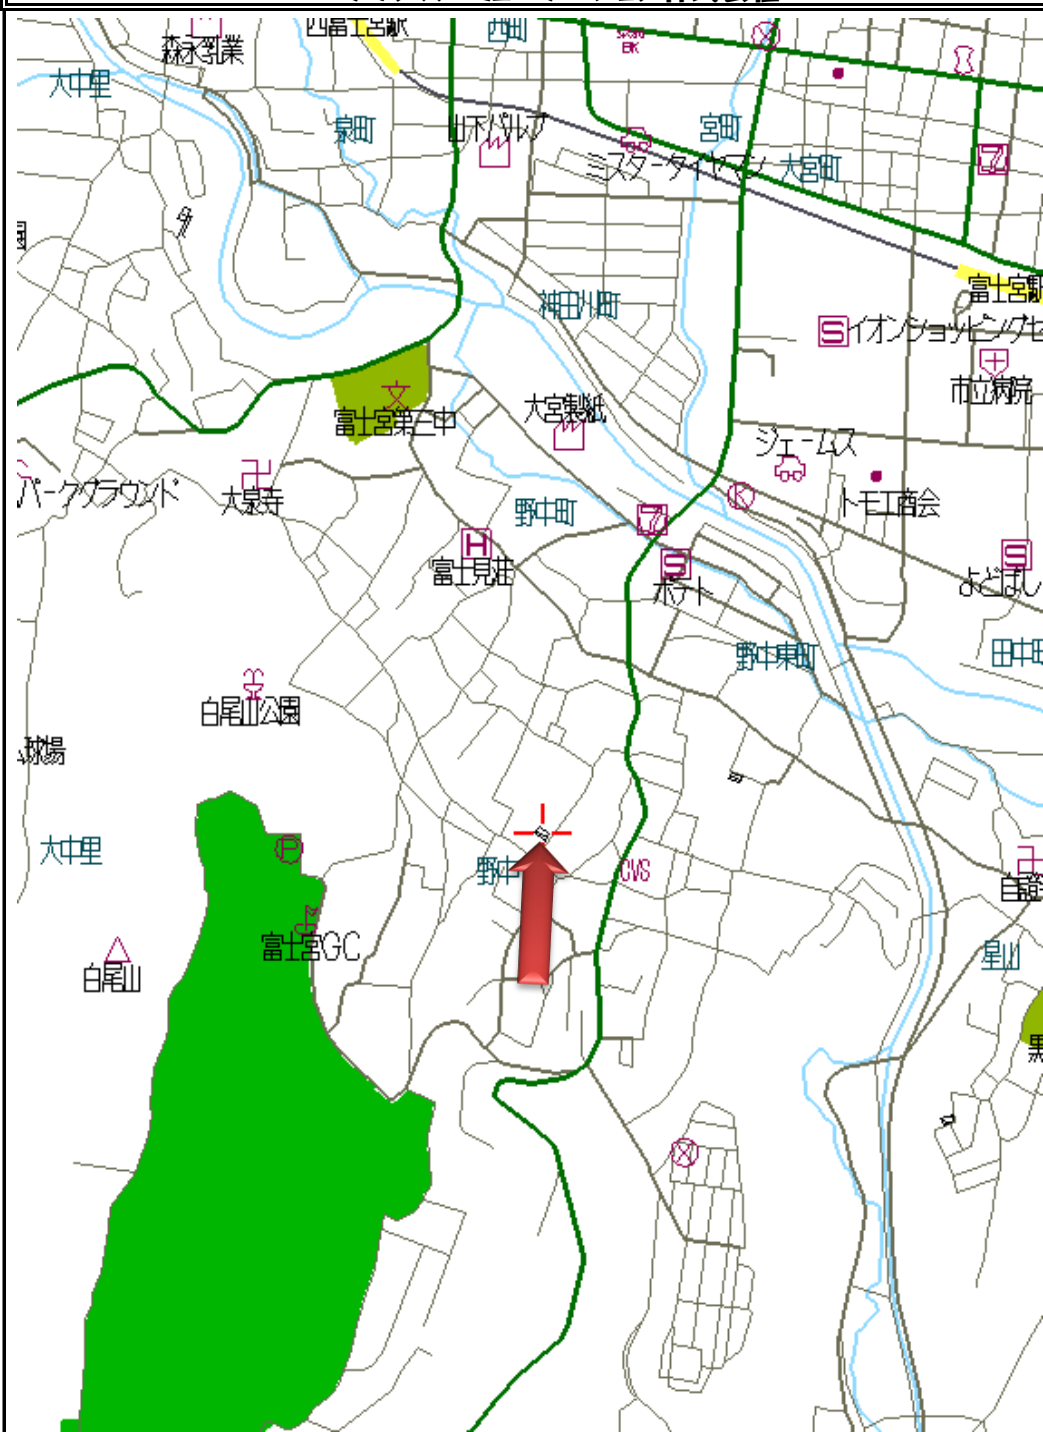 西富士宮駅
西町
森永乳業
大中里
泉町
山下パルプ
宮町
ミスタータイヤマン
大宮町
7
神田川町
富士宮駅
S
イオンショッピングセ
市立病院
大宮製紙
文
富士宮第三中
ジェームス
パークグラウンド
大泉寺
トモエ商会
野中町
7
K
H
富士見荘
S
ポテト
S
よどばし
野中東町
田中町
白尾山公園
球場
大中里
P
野中
CVS
富士宮GC
白尾山
星山
黒